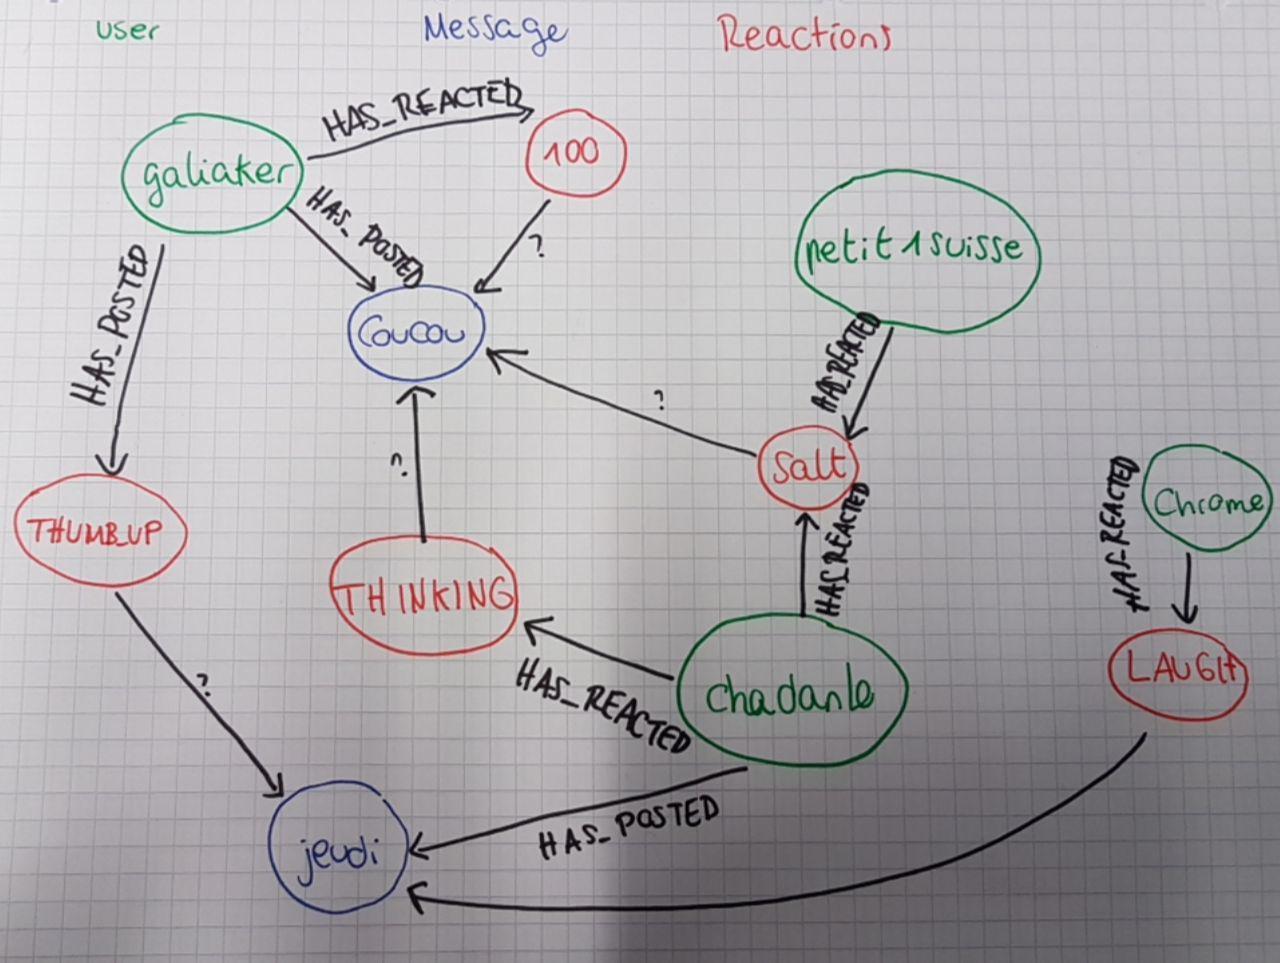 user Message Reactions
HAS_REACTED
galiaker
100
HAS_POSTED
?
petit1suisse
HAS_POSTED
Coucou
HAS_REACTED
?
Salt
?
HAS_REACTED
Chrome
HAS_REACTED
THUMB_UP
THINKING
LAUGH
chadanlo
HAS_REACTED
?
HAS_POSTED
jeudi